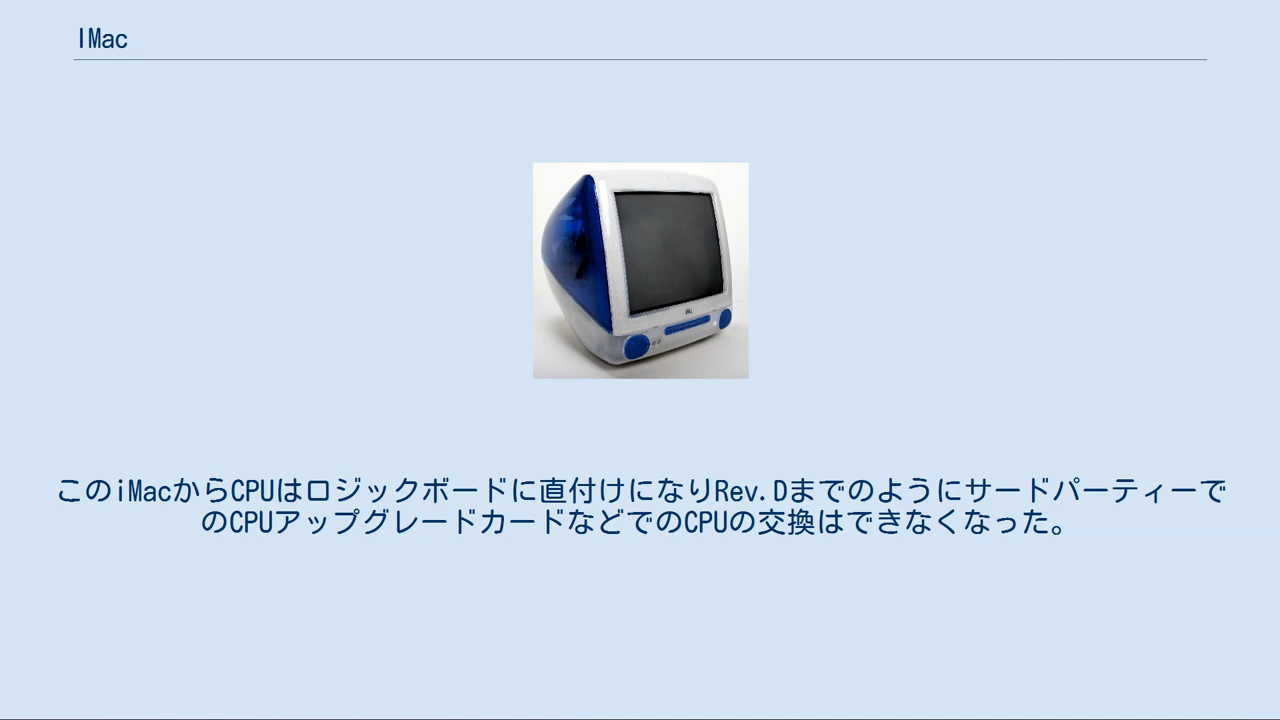 IMac
このiMacからCPUはロジックボードに直付けになりRev.Dまでのようにサードパーティーで
のCPUアップグレードカードなどでのCPUの交換はできなくなった。